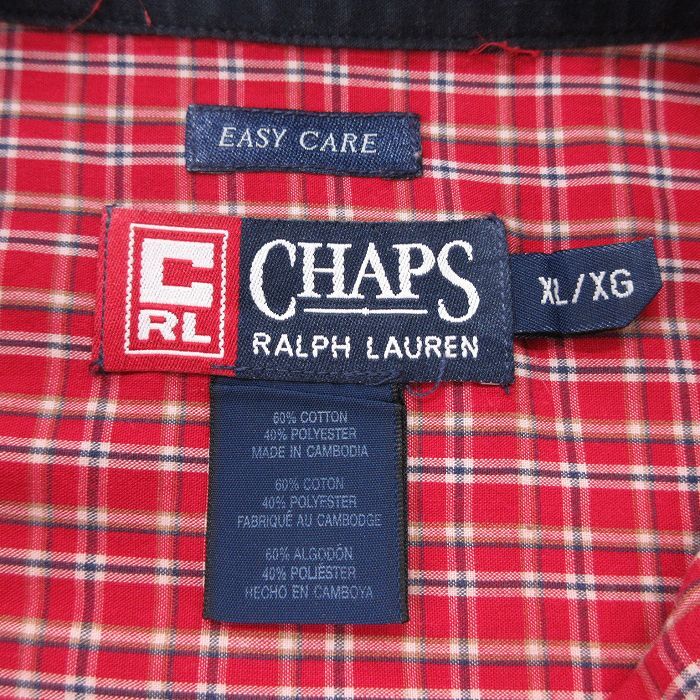 EASY CARE
C
RL
CHAPS
RALPH LAUREN
XL/XG
60% COTTON
40% POLYESTER
MADE IN CAMBODIA
60% COTON
40% POLYESTER
FABRIQUÉ AU CAMBODGE
60% ALGODÓN
40% POLIÉSTER
HECHO EN CAMBOYA